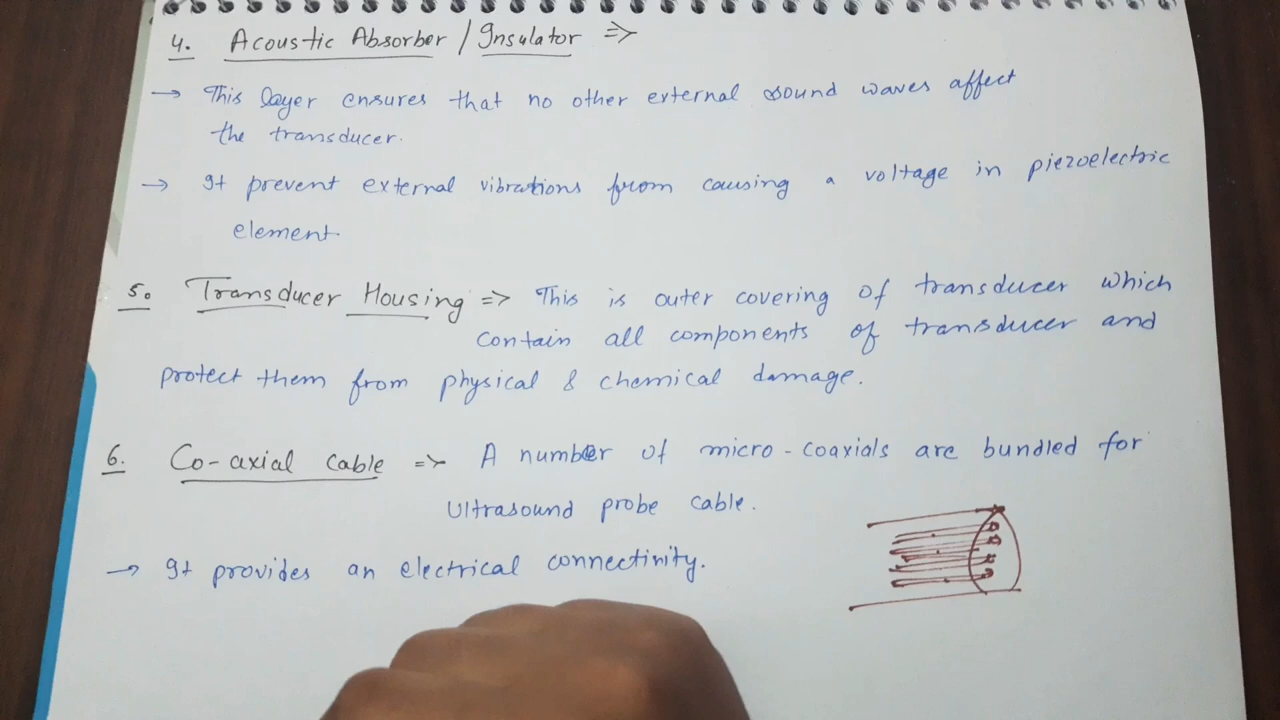 4. Acoustic Absorber / Insulator =>
→ This layer ensures that no other external sound waves affect
the transducer.
→ It prevent external vibrations from causing a voltage in piezoelectric
element
5. Transducer Housing => This is outer covering of transducer which
contain all components of transducer and
protect them from physical & chemical damage.
6. Co-axial Cable => A number of micro-coaxials are bundled for
Ultrasound probe cable.
→ It provides an electrical connectivity.